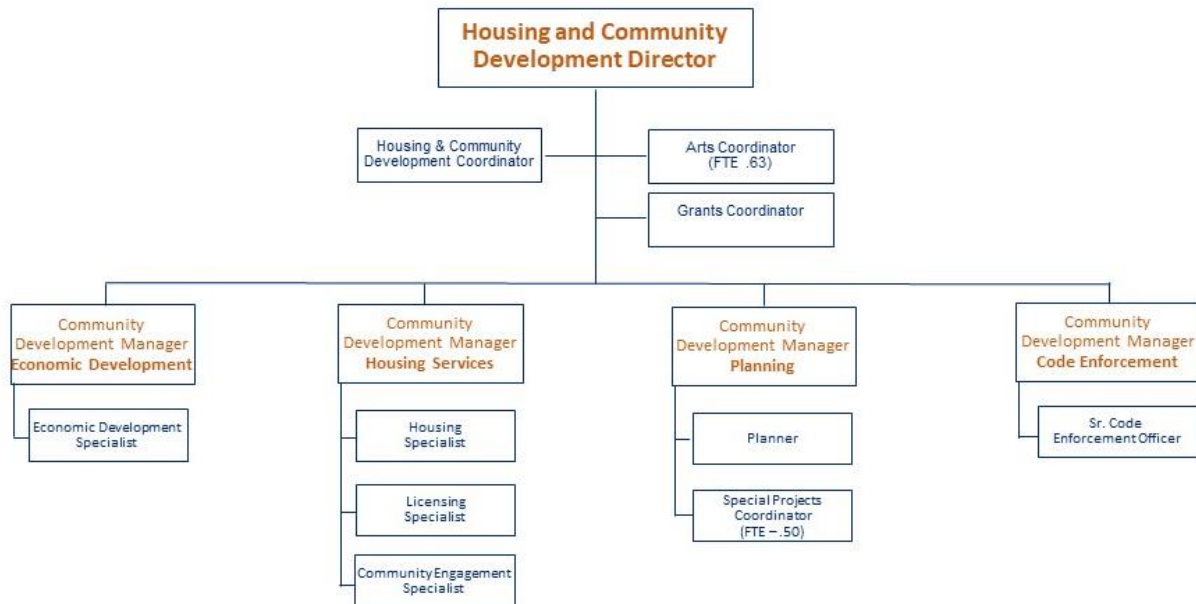 Housing and Community
Development Director
Housing & Community
Development Coordinator
Arts Coordinator
(FTE .63)
Grants Coordinator
Community
Development Manager
Economic Development
Community
Development Manager
Housing Services
Community
Development Manager
Planning
Community
Development Manager
Code Enforcement
Economic Development
Specialist
Housing
Specialist
Licensing
Specialist
Community Engagement
Specialist
Planner
Special Projects
Coordinator
(FTE – .50)
Sr. Code
Enforcement Officer